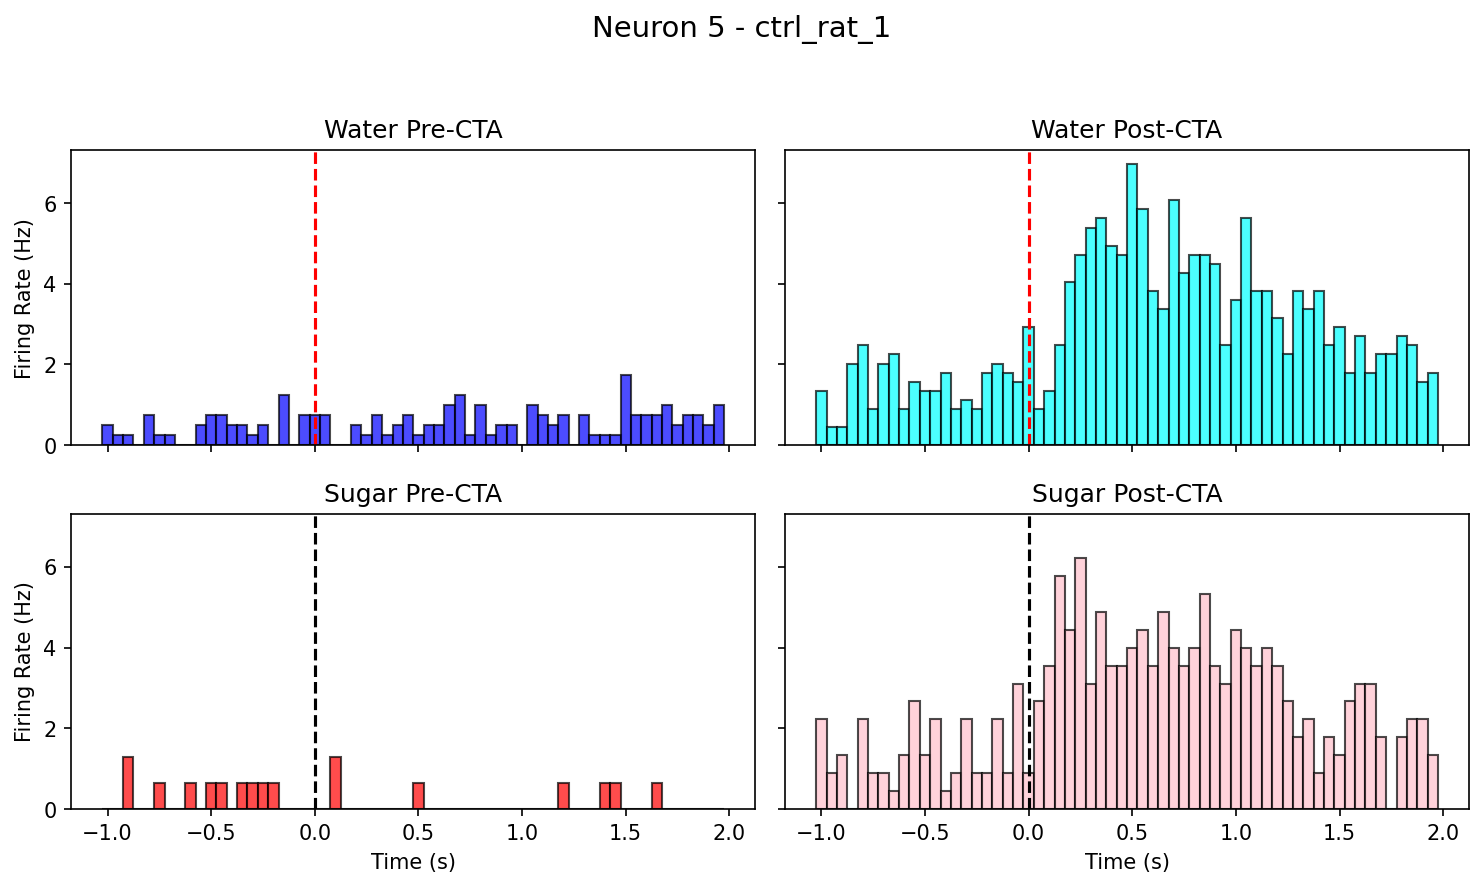 Neuron 5 - ctrl_rat_1
Water Pre-CTA
Water Post-CTA
Firing Rate (Hz)
6
4
2
0
Sugar Pre-CTA
Sugar Post-CTA
Firing Rate (Hz)
6
4
2
0
−1.0 −0.5 0.0 0.5 1.0 1.5 2.0
−1.0 −0.5 0.0 0.5 1.0 1.5 2.0
Time (s)
Time (s)